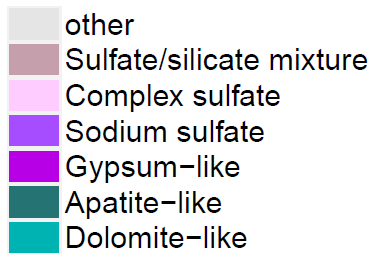 other
Sulfate/silicate mixture
Complex sulfate
Sodium sulfate
Gypsum−like
Apatite−like
Dolomite−like